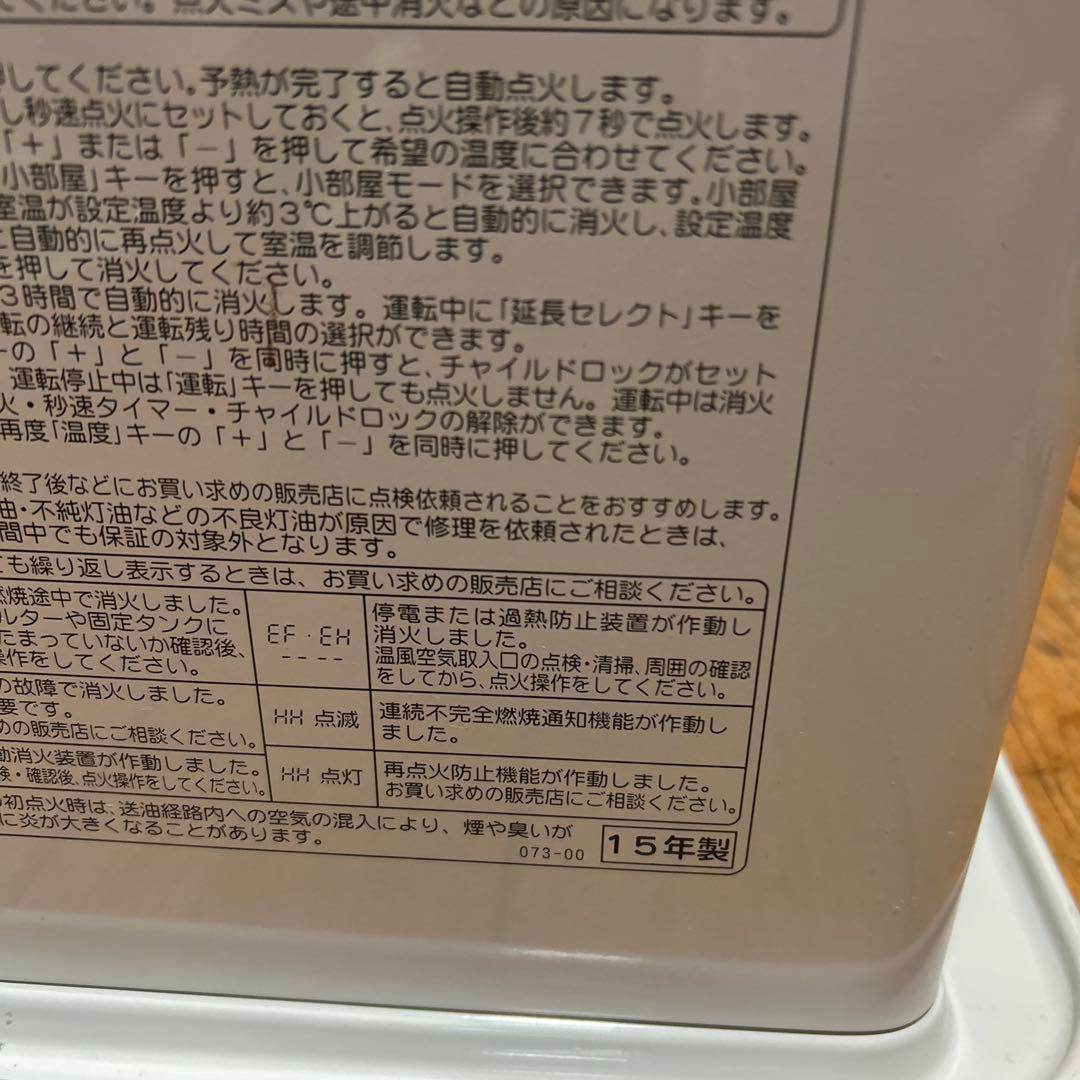 てください。点火ミスや途中消火などの原因になります。
押してください。予熱が完了すると自動点火します。
し秒速点火にセットしておくと、点火操作後約7秒で点火します。
「＋」または「－」を押して希望の温度に合わせてください。
小部屋」キーを押すと、小部屋モードを選択できます。小部屋
室温が設定温度より約3℃上がると自動的に消火し、設定温度
と自動的に再点火して室温を調節します。
を押して消火してください。
3時間で自動的に消火します。運転中に「延長セレクト」キーを
転の継続と運転残り時間の選択ができます。
ーの「＋」と「－」を同時に押すと、チャイルドロックがセット
運転停止中は「運転」キーを押しても点火しません。運転中は消火
火・秒速タイマー・チャイルドロックの解除ができます。
再度「温度」キーの「＋」と「－」を同時に押してください。
終了後などにお買い求めの販売店に点検依頼されることをおすすめします。
油・不純灯油などの不良灯油が原因で修理を依頼されたときは、
間中でも保証の対象外となります。
ても繰り返し表示するときは、お買い求めの販売店にご相談ください。
燃焼途中で消火しました。
ルターや固定タンクに
たまっていないか確認後、
操作をしてください。
EF・EH
----
停電または過熱防止装置が作動し
消火しました。
温風空気取入口の点検・清掃、周囲の確認
をしてから、点火操作をしてください。
の故障で消火しました。
要です。
めの販売店にご相談ください。
HH 点滅
連続不完全燃焼通知機能が作動し
ました。
動消火装置が作動しました。
検・確認後、点火操作をしてください。
HH 点灯
再点火防止機能が作動しました。
お買い求めの販売店にご相談ください。
初点火時は、送油経路内への空気の混入により、煙や臭いが
に炎が大きくなることがあります。
073-00
15年製